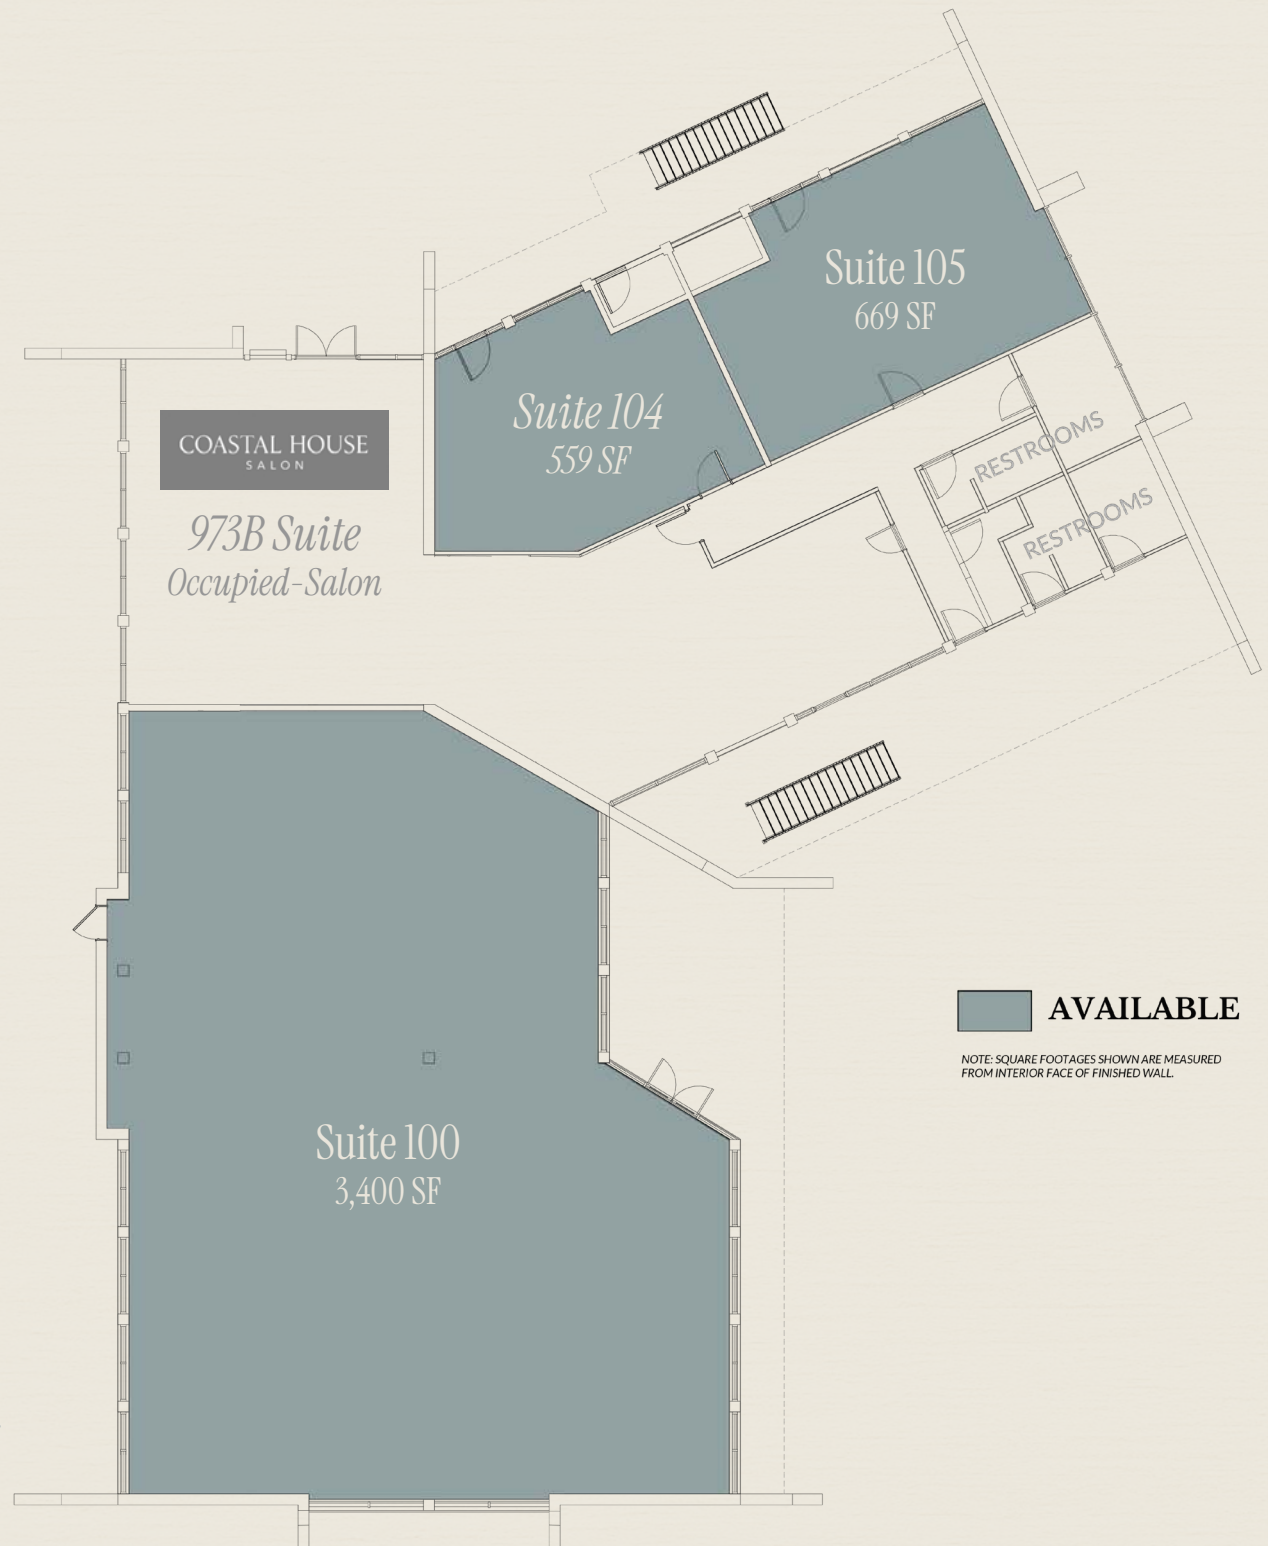 Suite 105
669 SF
Suite 104
559 SF
COASTAL HOUSE
SALON
973B Suite
Occupied-Salon
RESTROOMS
RESTROOMS
AVAILABLE
NOTE: SQUARE FOOTAGES SHOWN ARE MEASURED
FROM INTERIOR FACE OF FINISHED WALL.
Suite 100
3,400 SF